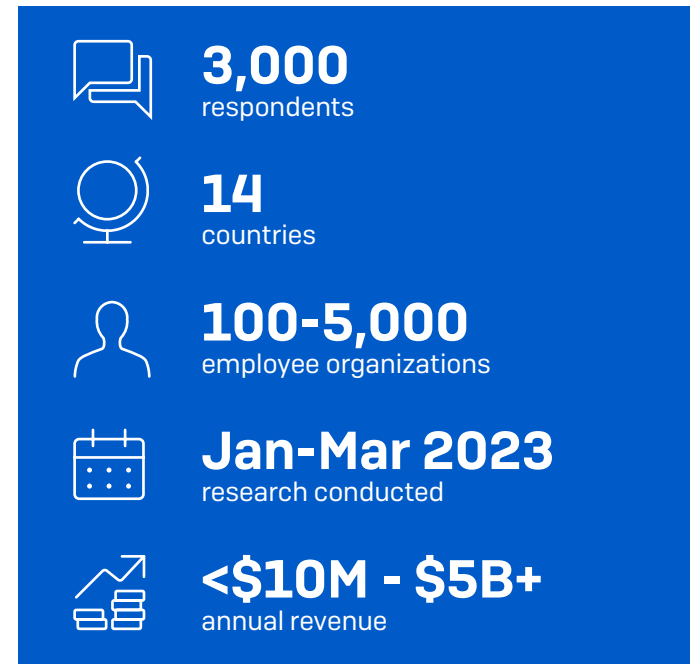 3,000
respondents
14
countries
100-5,000
employee organizations
Jan-Mar 2023
research conducted
<$10M - $5B+
annual revenue